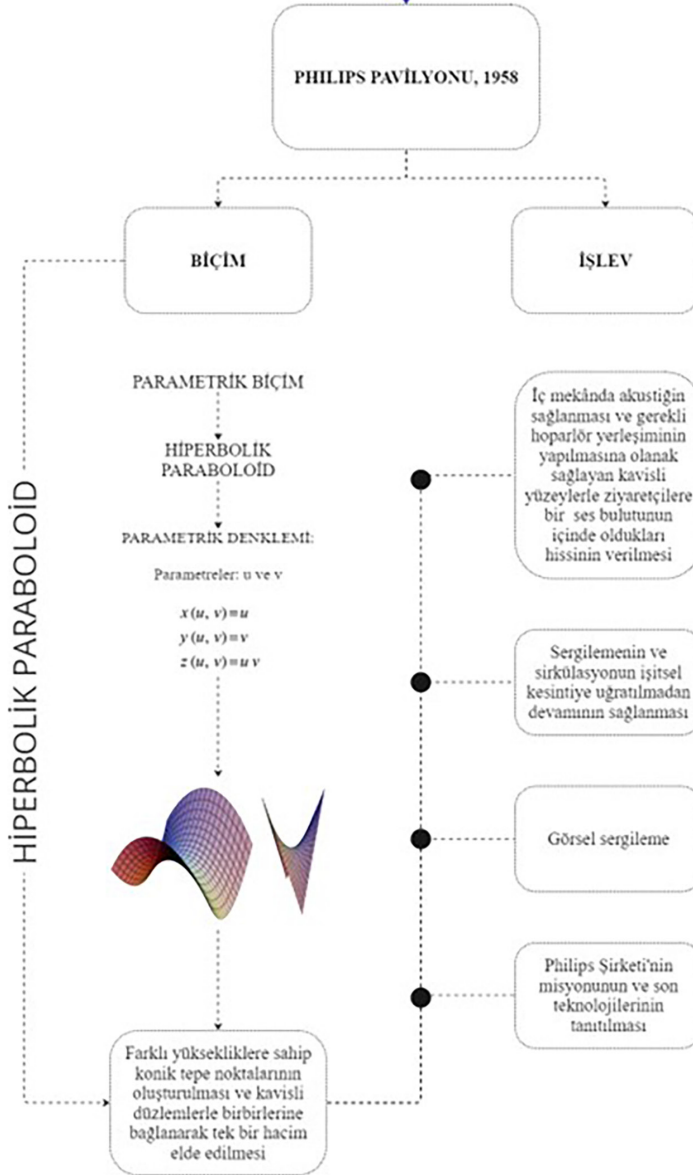 PHILIPS PAVİLYONU, 1958
BİÇİM
İŞLEV
HİPERBOLİK PARABOLOİD
PARAMETRİK BİÇİM
HİPERBOLİK
PARABOLOİD
PARAMETRİK DENKLEMİ:
Parametreler: u ve v
x (u, v)=u
y (u, v)=v
z (u, v)=u v
Farklı yüksekliklere sahip
konik tepe noktalarının
oluşturulması ve kavisli
düzlemlerle birbirlerine
bağlanarak tek bir hacim
elde edilmesi
İç mekânda akustiğin
sağlanması ve gerekli
hoparlör yerleşiminin
yapılmasına olanak
sağlayan kavisli
yüzeylerle ziyaretçilere
bir ses bulutunun
içinde oldukları
hissinin verilmesi
Sergilemenin ve
sirkülasyonun işitsel
kesintiye uğratılmadan
devamının sağlanması
Görsel sergileme
Philips Şirketi'nin
misyonunun ve son
teknolojilerinin
tanıtılması